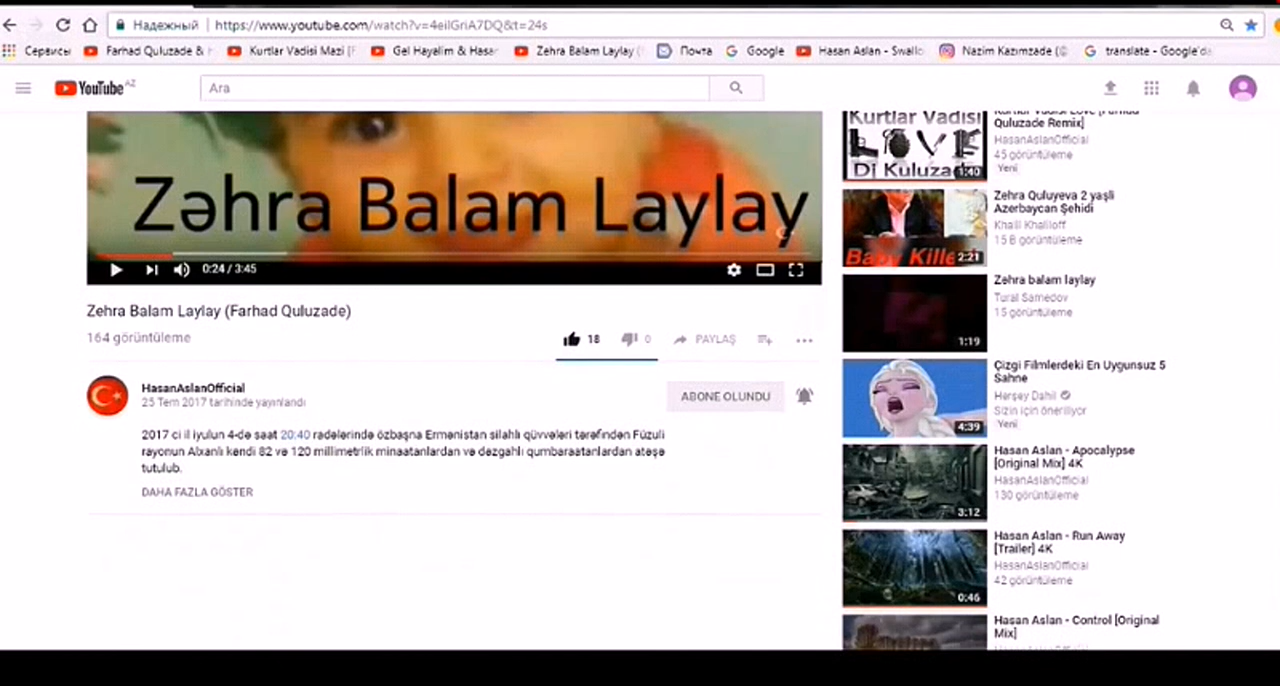 Надежный https://www.youtube.com/watch?v=4eilGriA7DQ&t=24s
Сервисы Farhad Quluzade & Kurtlar Vadisi Mazi Gel Hayalim & Hasan Zehra Balam Laylay Почта Google Hasan Aslan - Swallo Nazim Kazımzade translate - Google'da
YouTube AZ
Ara
Zəhra Balam Laylay
0:24 / 3:45
Zehra Balam Laylay (Farhad Quluzade)
164 görüntüleme
18 0 PAYLAŞ
HasanAslanOfficial
25 Tem 2017 tarihinde yayınlandı
ABONE OLUNDU
2017 ci il iyulun 4-də saat 20:40 radələrində özbaşna Ermənistan silahlı qüvvələri tərəfindən Füzuli
rayonun Alxanlı kəndi 82 və 120 millimetrlik minaatanlardan və dəzgahlı qumbaraatanlardan atəşə
tutulub.
DAHA FAZLA GÖSTER
Kurtlar Vadisi
LOVE
Dj Kuluza
1:40
Kurtlar Vadisi Love [Farhad
Quluzade Remix]
HasanAslanOfficial
45 görüntüleme
Yeni
Baby Kille
2:21
Zehra Quluyeva 2 yaşli
Azerbaycan Şehidi
Khalil Khaliloff
15 B görüntüleme
1:19
Zehra balam laylay
Tural Samedov
15 görüntüleme
4:39
Çizgi Filmlerdeki En Uygunsuz 5
Sahne
Herşey Dahil
Sizin için öneriliyor
Yeni
3:12
Hasan Aslan - Apocalypse
[Original Mix] 4K
HasanAslanOfficial
130 görüntüleme
0:46
Hasan Aslan - Run Away
[Trailer] 4K
HasanAslanOfficial
42 görüntüleme
Hasan Aslan - Control [Original
Mix]